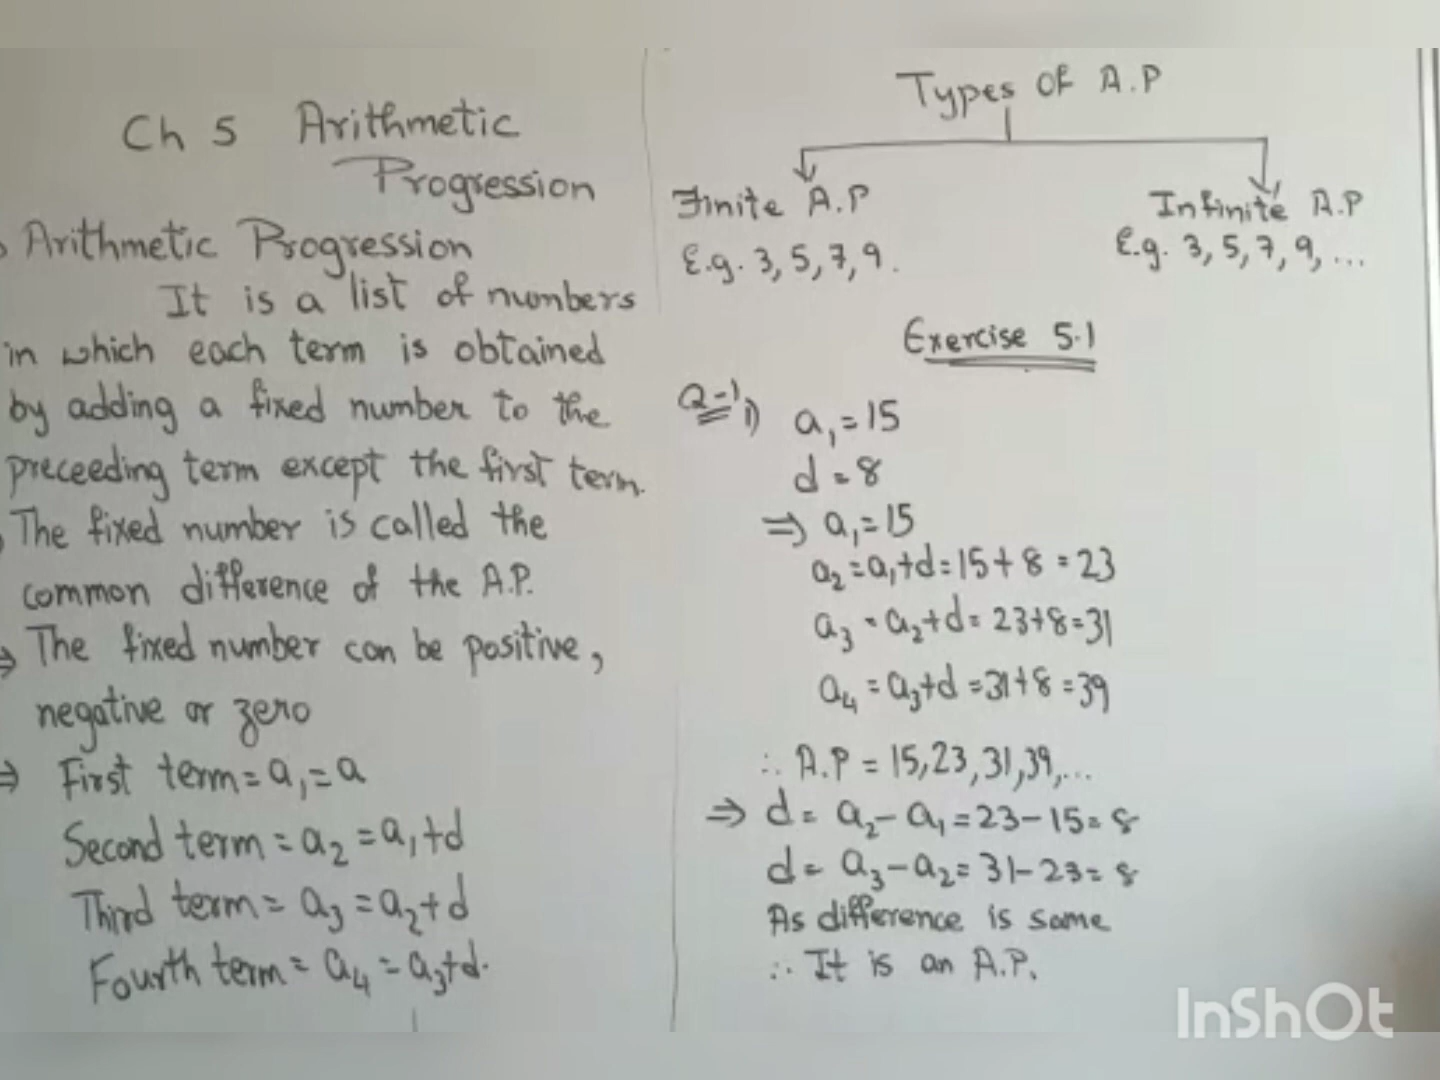 Ch 5 Arithmetic
Progression
Arithmetic Progression
It is a list of numbers
in which each term is obtained
by adding a fixed number to the
preceeding term except the first term.
The fixed number is called the
common difference of the A.P.
⇒ The fixed number can be positive,
negative or zero
⇒ First term = a₁ = a
Second term = a₂ = a₁+d
Third term = a₃ = a₂+d
Fourth term = a₄ = a₃+d.
Types of A.P
Finite A.P
E.g. 3, 5, 7, 9.
Infinite A.P
E.g. 3, 5, 7, 9, ...
Exercise 5.1
Q-1 i) a₁ = 15
d = 8
⇒ a₁ = 15
a₂ = a₁+d = 15+8 = 23
a₃ = a₂+d = 23+8 = 31
a₄ = a₃+d = 31+8 = 39
∴ A.P = 15, 23, 31, 39, ...
⇒ d = a₂ - a₁ = 23 - 15 = 8
d = a₃ - a₂ = 31 - 23 = 8
As difference is same
∴ It is an A.P.
InShOt